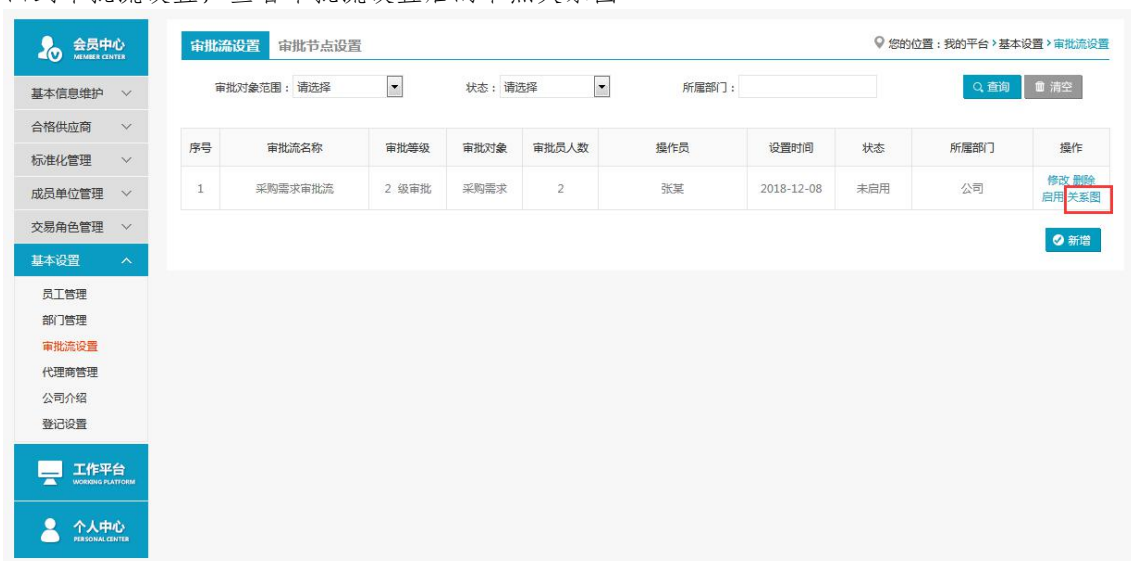 会员中心
MEMBER CENTER
基本信息维护
合格供应商
标准化管理
成员单位管理
交易角色管理
基本设置
员工管理
部门管理
审批流设置
代理商管理
公司介绍
登记设置
工作平台
WORKING PLATFORM
个人中心
PERSONAL CENTER
审批流设置 审批节点设置 您的位置：我的平台>基本设置>审批流设置
审批对象范围：请选择 状态：请选择 所属部门： 查询 清空
序号 审批流名称 审批等级 审批对象 审批员人数 操作员 设置时间 状态 所属部门 操作
1 采购需求审批流 2 级审批 采购需求 2 张某 2018-12-08 未启用 公司 修改 删除
启用 关系图
新增